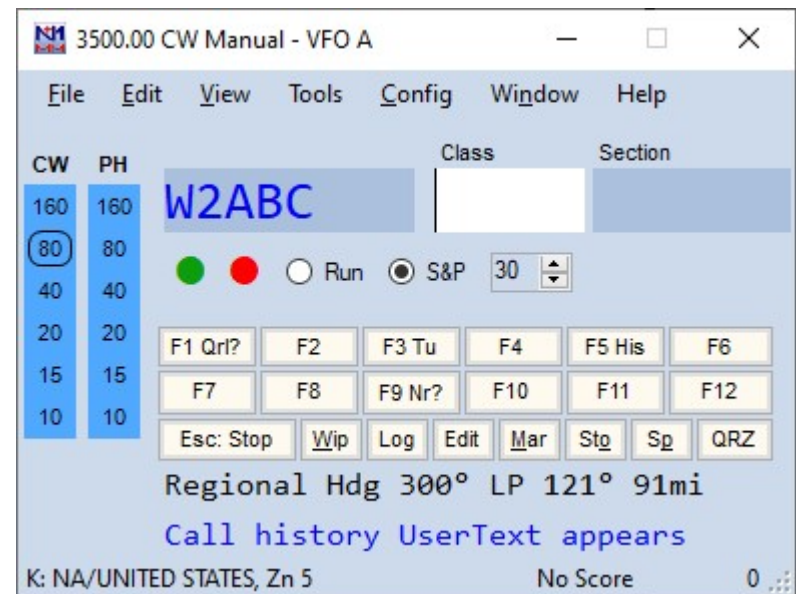 N1 MM 3500.00 CW Manual - VFO A
File Edit View Tools Config Window Help
Class Section
CW PH
W2ABC
160 160
80 80
Run S&P 30
40 40
20 20
F1 Qrl? F2 F3 Tu F4 F5 His F6
15 15
F7 F8 F9 Nr? F10 F11 F12
10 10
Esc: Stop Wip Log Edit Mar Sto Sp QRZ
Regional Hdg 300° LP 121° 91mi
Call history UserText appears
K: NA/UNITED STATES, Zn 5 No Score 0